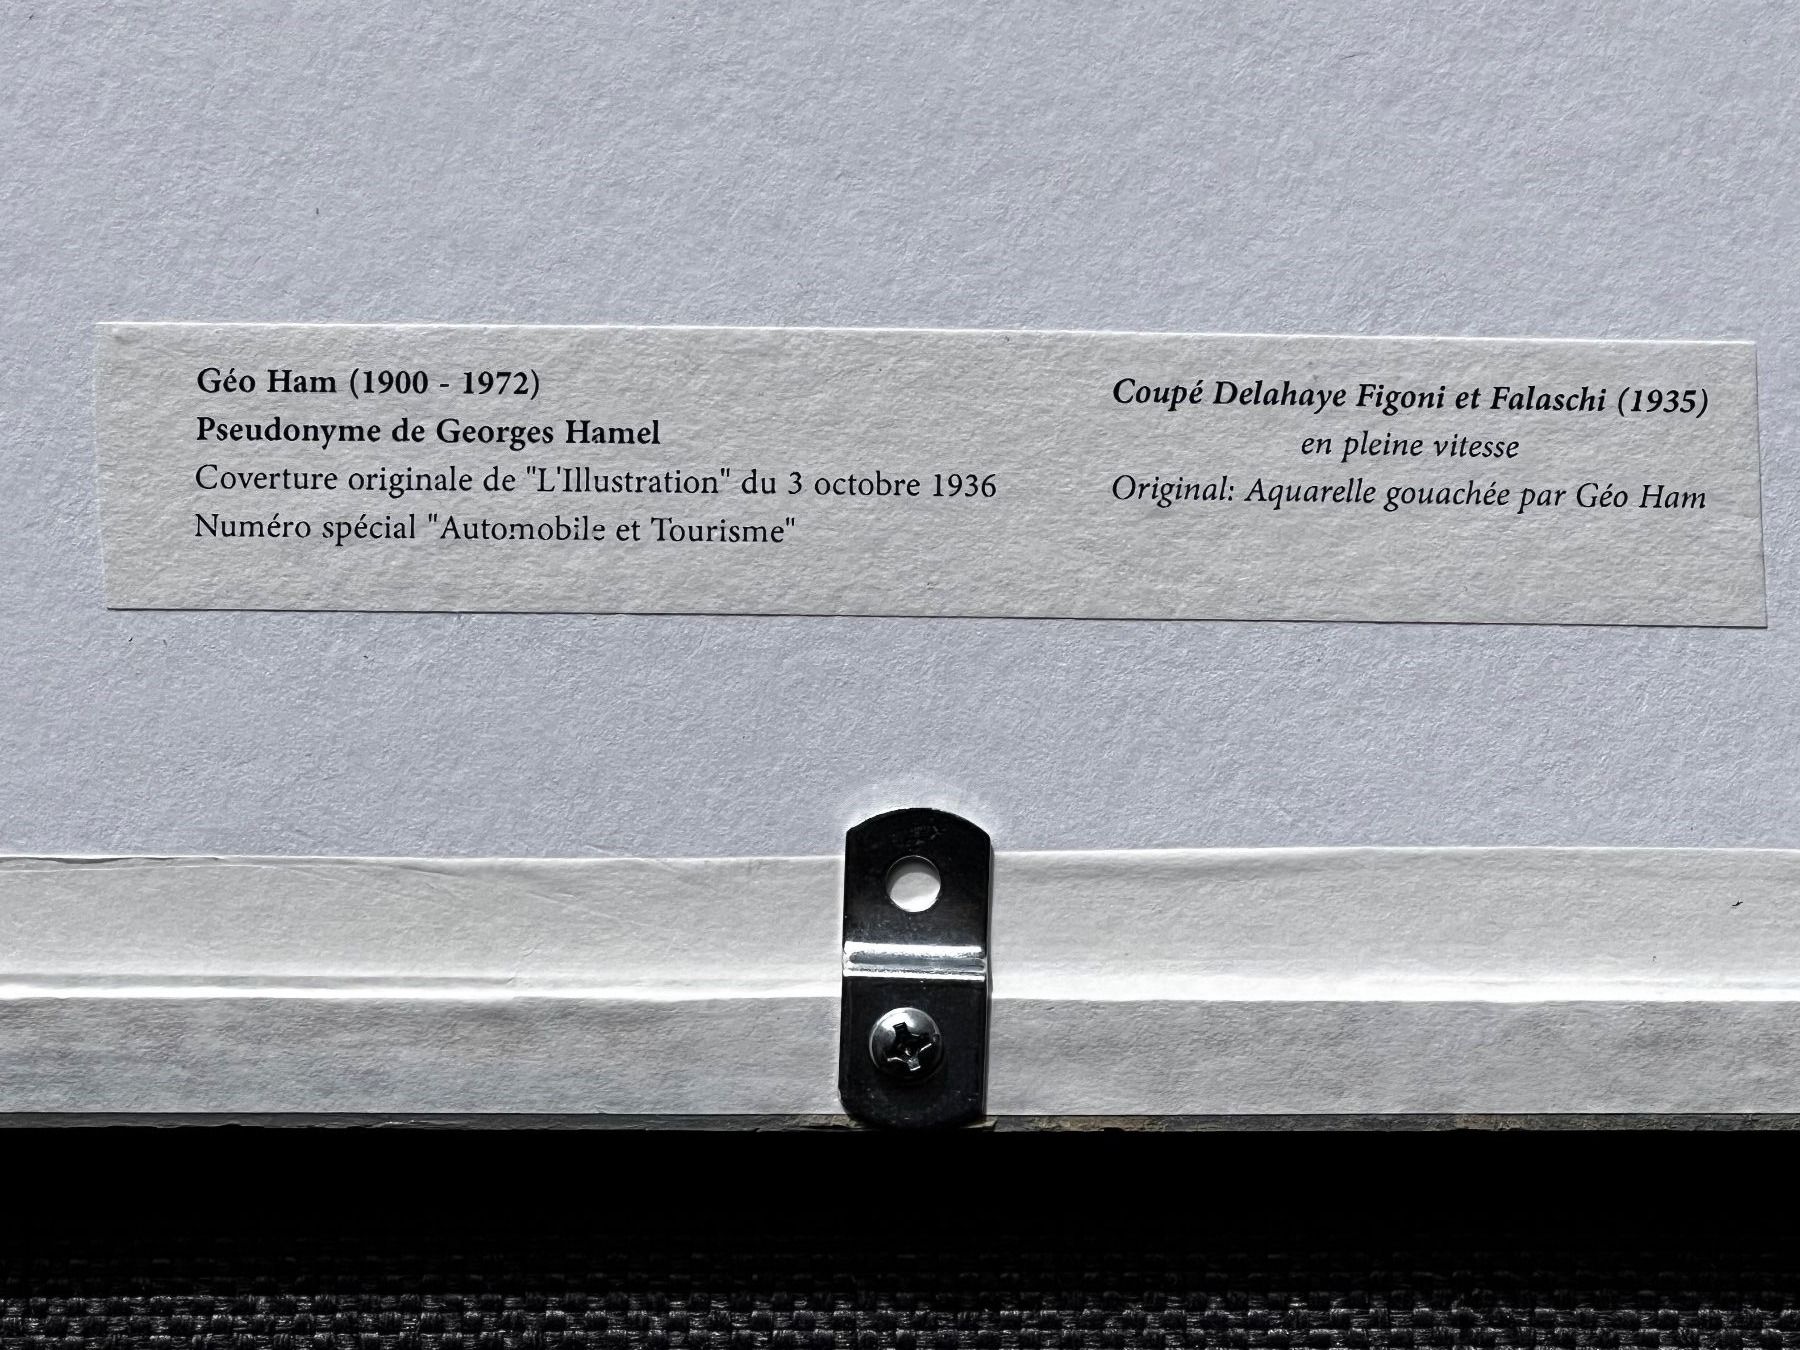 Géo Ham (1900 - 1972)
Pseudonyme de Georges Hamel
Coverture originale de "L'Illustration" du 3 octobre 1936
Numéro spécial "Automobile et Tourisme"
Coupé Delahaye Figoni et Falaschi (1935)
en pleine vitesse
Original: Aquarelle gouachée par Géo Ham